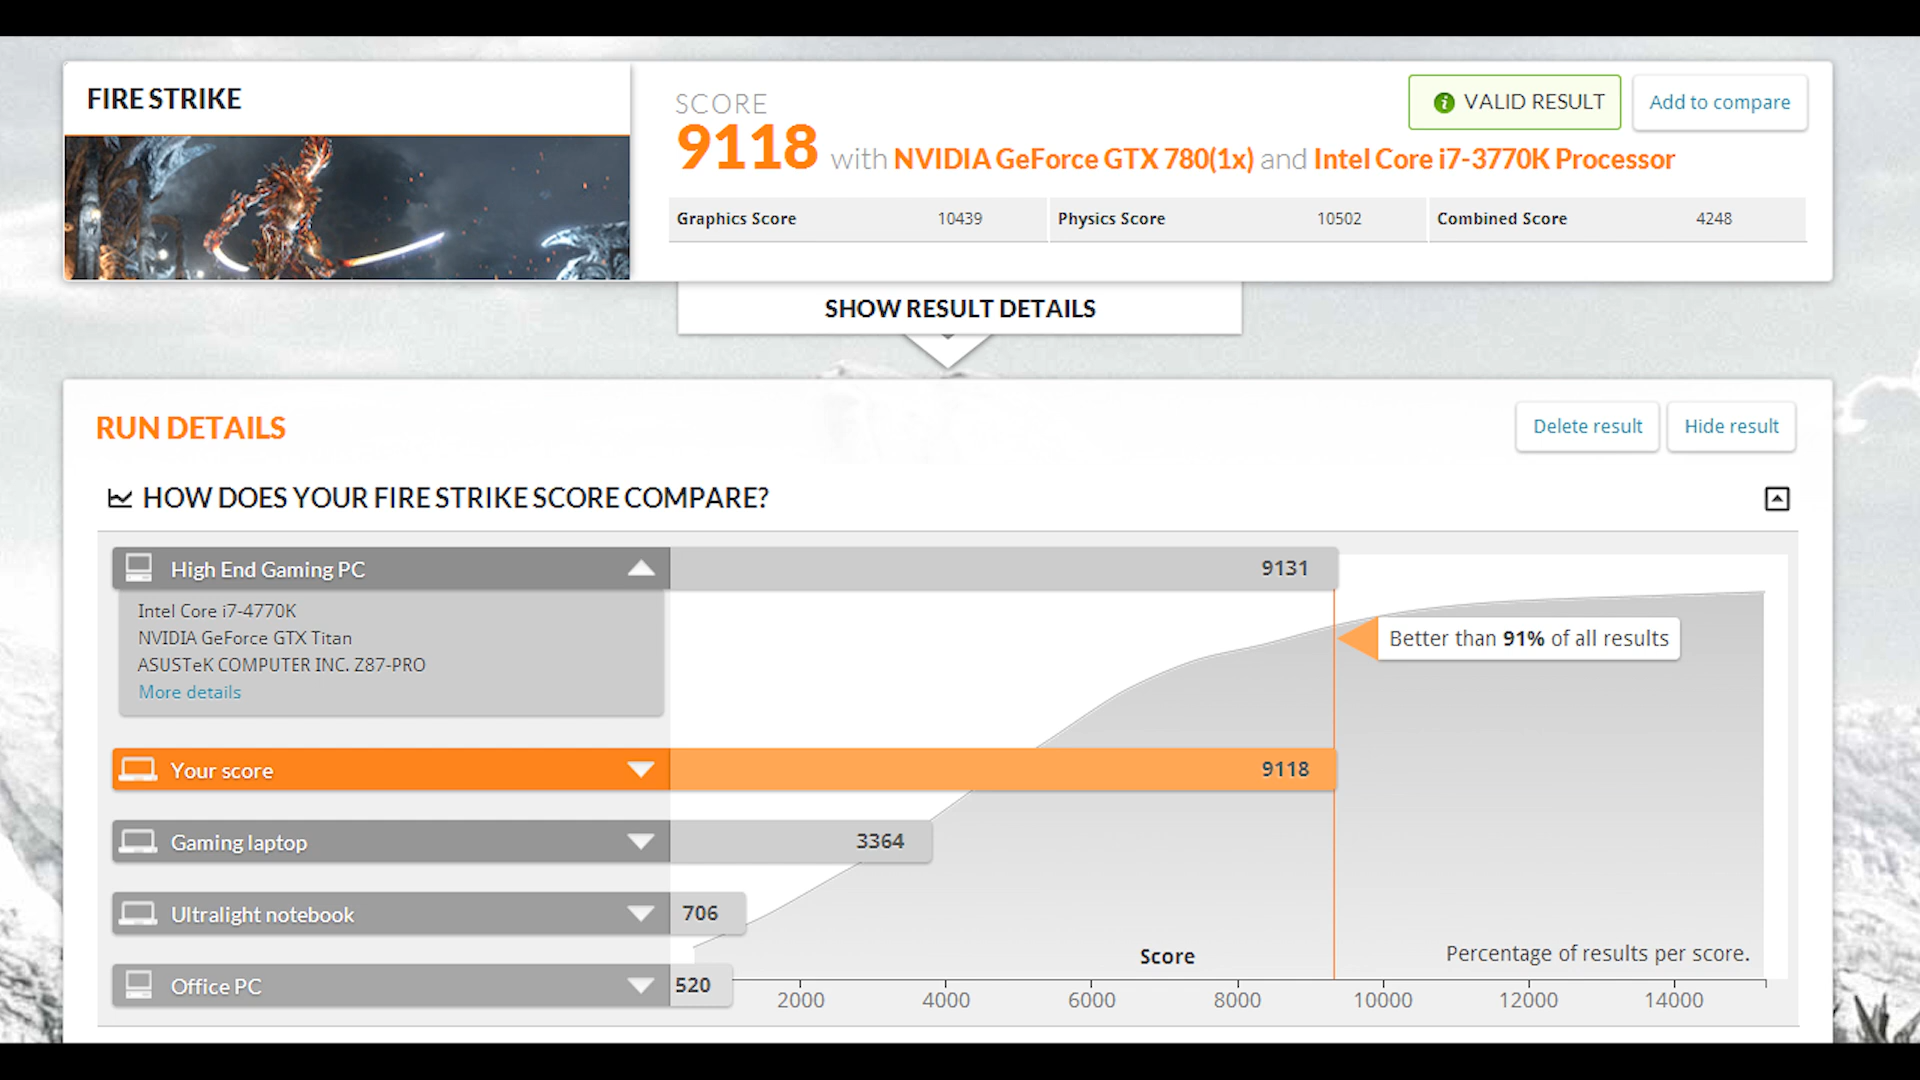 FIRE STRIKE
SCORE
9118 with NVIDIA GeForce GTX 780(1x) and Intel Core i7-3770K Processor
VALID RESULT
Add to compare
Graphics Score 10439
Physics Score 10502
Combined Score 4248
SHOW RESULT DETAILS
RUN DETAILS
Delete result
Hide result
HOW DOES YOUR FIRE STRIKE SCORE COMPARE?
High End Gaming PC 9131
Intel Core i7-4770K
NVIDIA GeForce GTX Titan
ASUSTeK COMPUTER INC. Z87-PRO
More details
Better than 91% of all results
Your score 9118
Gaming laptop 3364
Ultralight notebook 706
Office PC 520
Score
Percentage of results per score.
2000 4000 6000 8000 10000 12000 14000